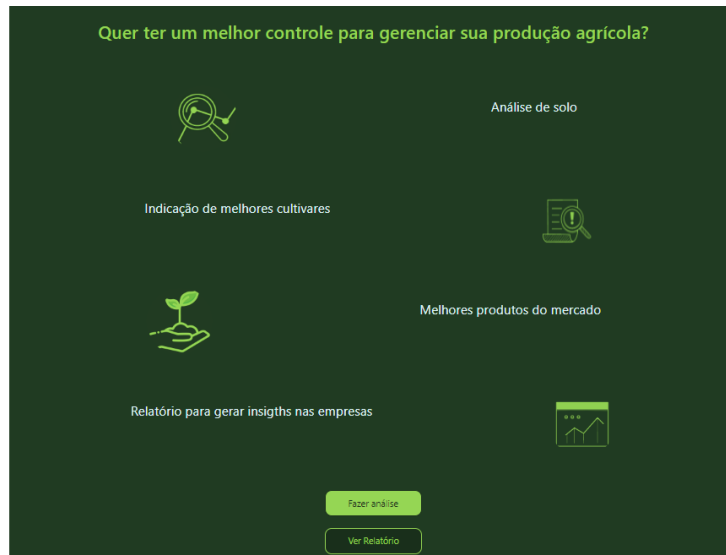 Quer ter um melhor controle para gerenciar sua produção agrícola?
Análise de solo
Indicação de melhores cultivares
Melhores produtos do mercado
Relatório para gerar insigths nas empresas
Fazer análise
Ver Relatório